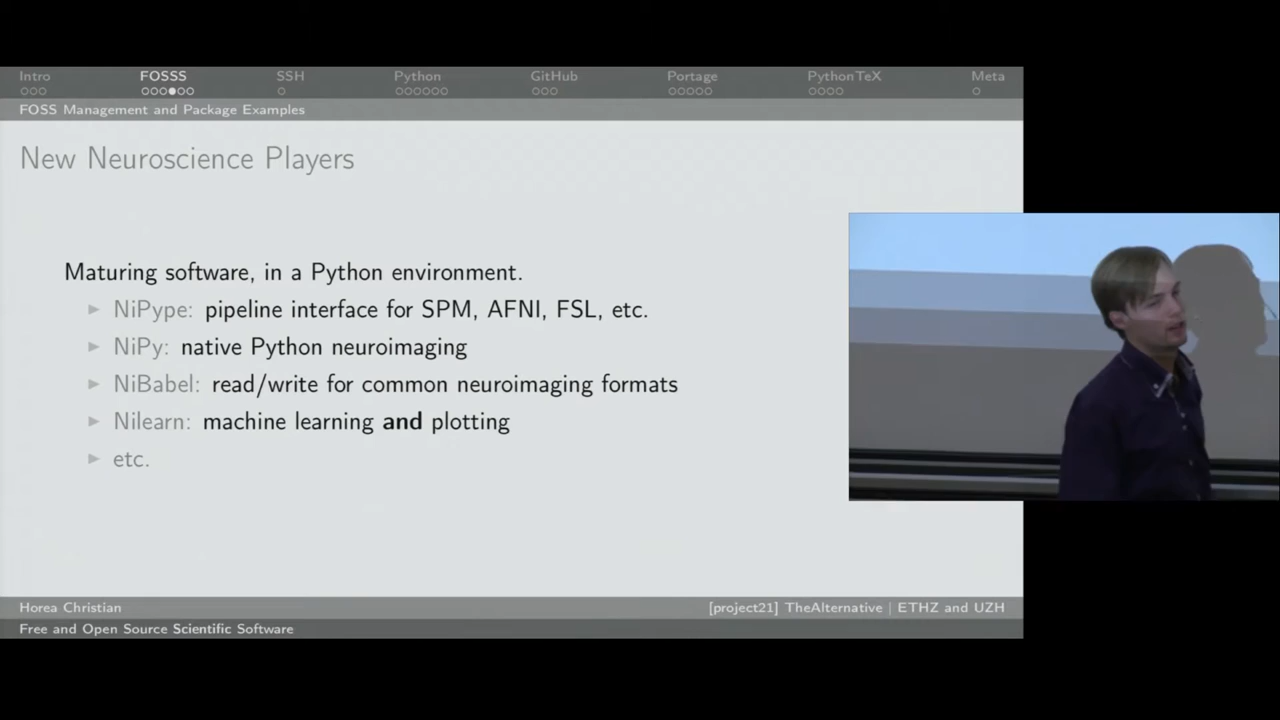 Intro FOSSS SSH Python GitHub Portage PythonTeX Meta
FOSS Management and Package Examples
New Neuroscience Players
Maturing software, in a Python environment.
NiPype: pipeline interface for SPM, AFNI, FSL, etc.
NiPy: native Python neuroimaging
NiBabel: read/write for common neuroimaging formats
Nilearn: machine learning and plotting
etc.
Horea Christian [project21] TheAlternative | ETHZ and UZH
Free and Open Source Scientific Software